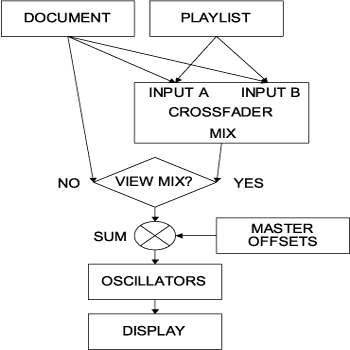 DOCUMENT
PLAYLIST
INPUT A
INPUT B
CROSSFADER
MIX
NO
VIEW MIX?
YES
SUM
MASTER
OFFSETS
OSCILLATORS
DISPLAY